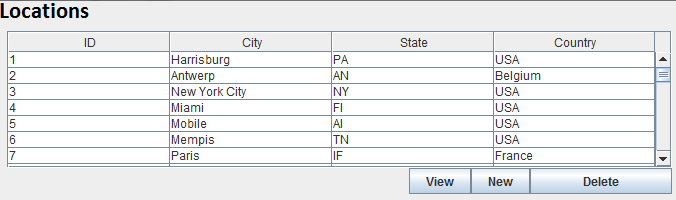 Locations
ID City State Country
1 Harrisburg PA USA
2 Antwerp AN Belgium
3 New York City NY USA
4 Miami Fl USA
5 Mobile Al USA
6 Mempis TN USA
7 Paris IF France
View New Delete